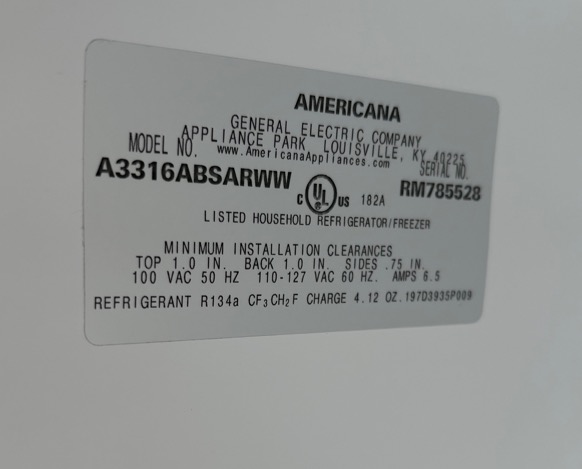 AMERICANA
GENERAL ELECTRIC COMPANY
APPLIANCE PARK LOUISVILLE, KY 40225
MODEL NO. www.AmericanaAppliances.com SERIAL NO.
A3316ABSARWW C UL US 182A RM785528
LISTED HOUSEHOLD REFRIGERATOR/FREEZER
MINIMUM INSTALLATION CLEARANCES
TOP 1.0 IN. BACK 1.0 IN. SIDES .75 IN.
100 VAC 50 HZ 110-127 VAC 60 HZ. AMPS 6.5
REFRIGERANT R134a CF₃CH₂F CHARGE 4.12 OZ. 197D3935P009